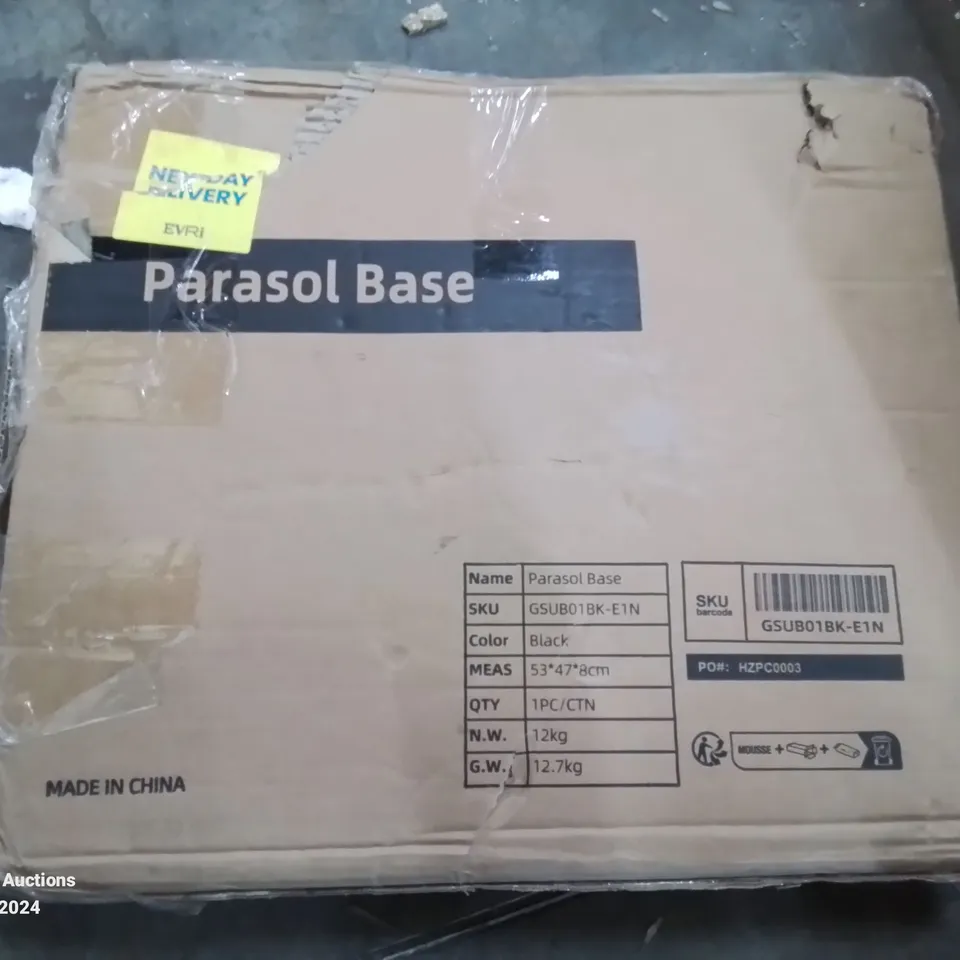 NEXT DAY
DELIVERY
EVRI
Parasol Base
Name Parasol Base
SKU GSUB01BK-E1N
Color Black
MEAS 53*47*8cm
QTY 1PC/CTN
N.W. 12kg
G.W. 12.7kg
SKU
barcode
GSUB01BK-E1N
PO#: HZPC0003
MOUSSE + +
MADE IN CHINA
Auctions
2024